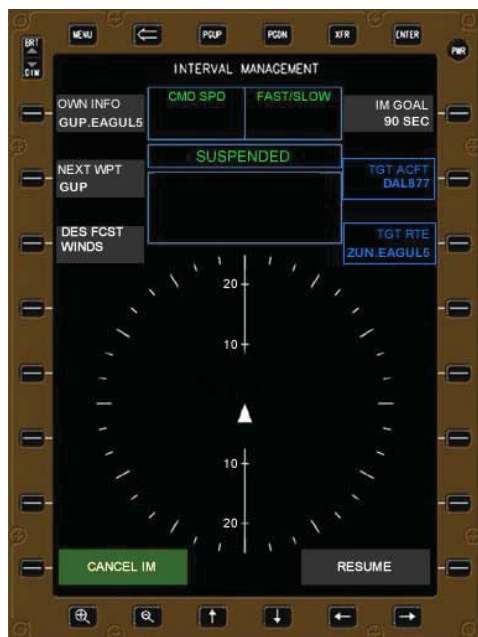 BRT
DIM
MENU
PGUP
PGDN
XFR
ENTER
PWR
INTERVAL MANAGEMENT
OWN INFO
GUP.EAGUL5
CMD SPD
FAST/SLOW
IM GOAL
90 SEC
SUSPENDED
NEXT WPT
GUP
TGT ACFT
DAL877
DES FCST
WINDS
TGT RTE
ZUN.EAGUL5
20
10
10
20
CANCEL IM
RESUME